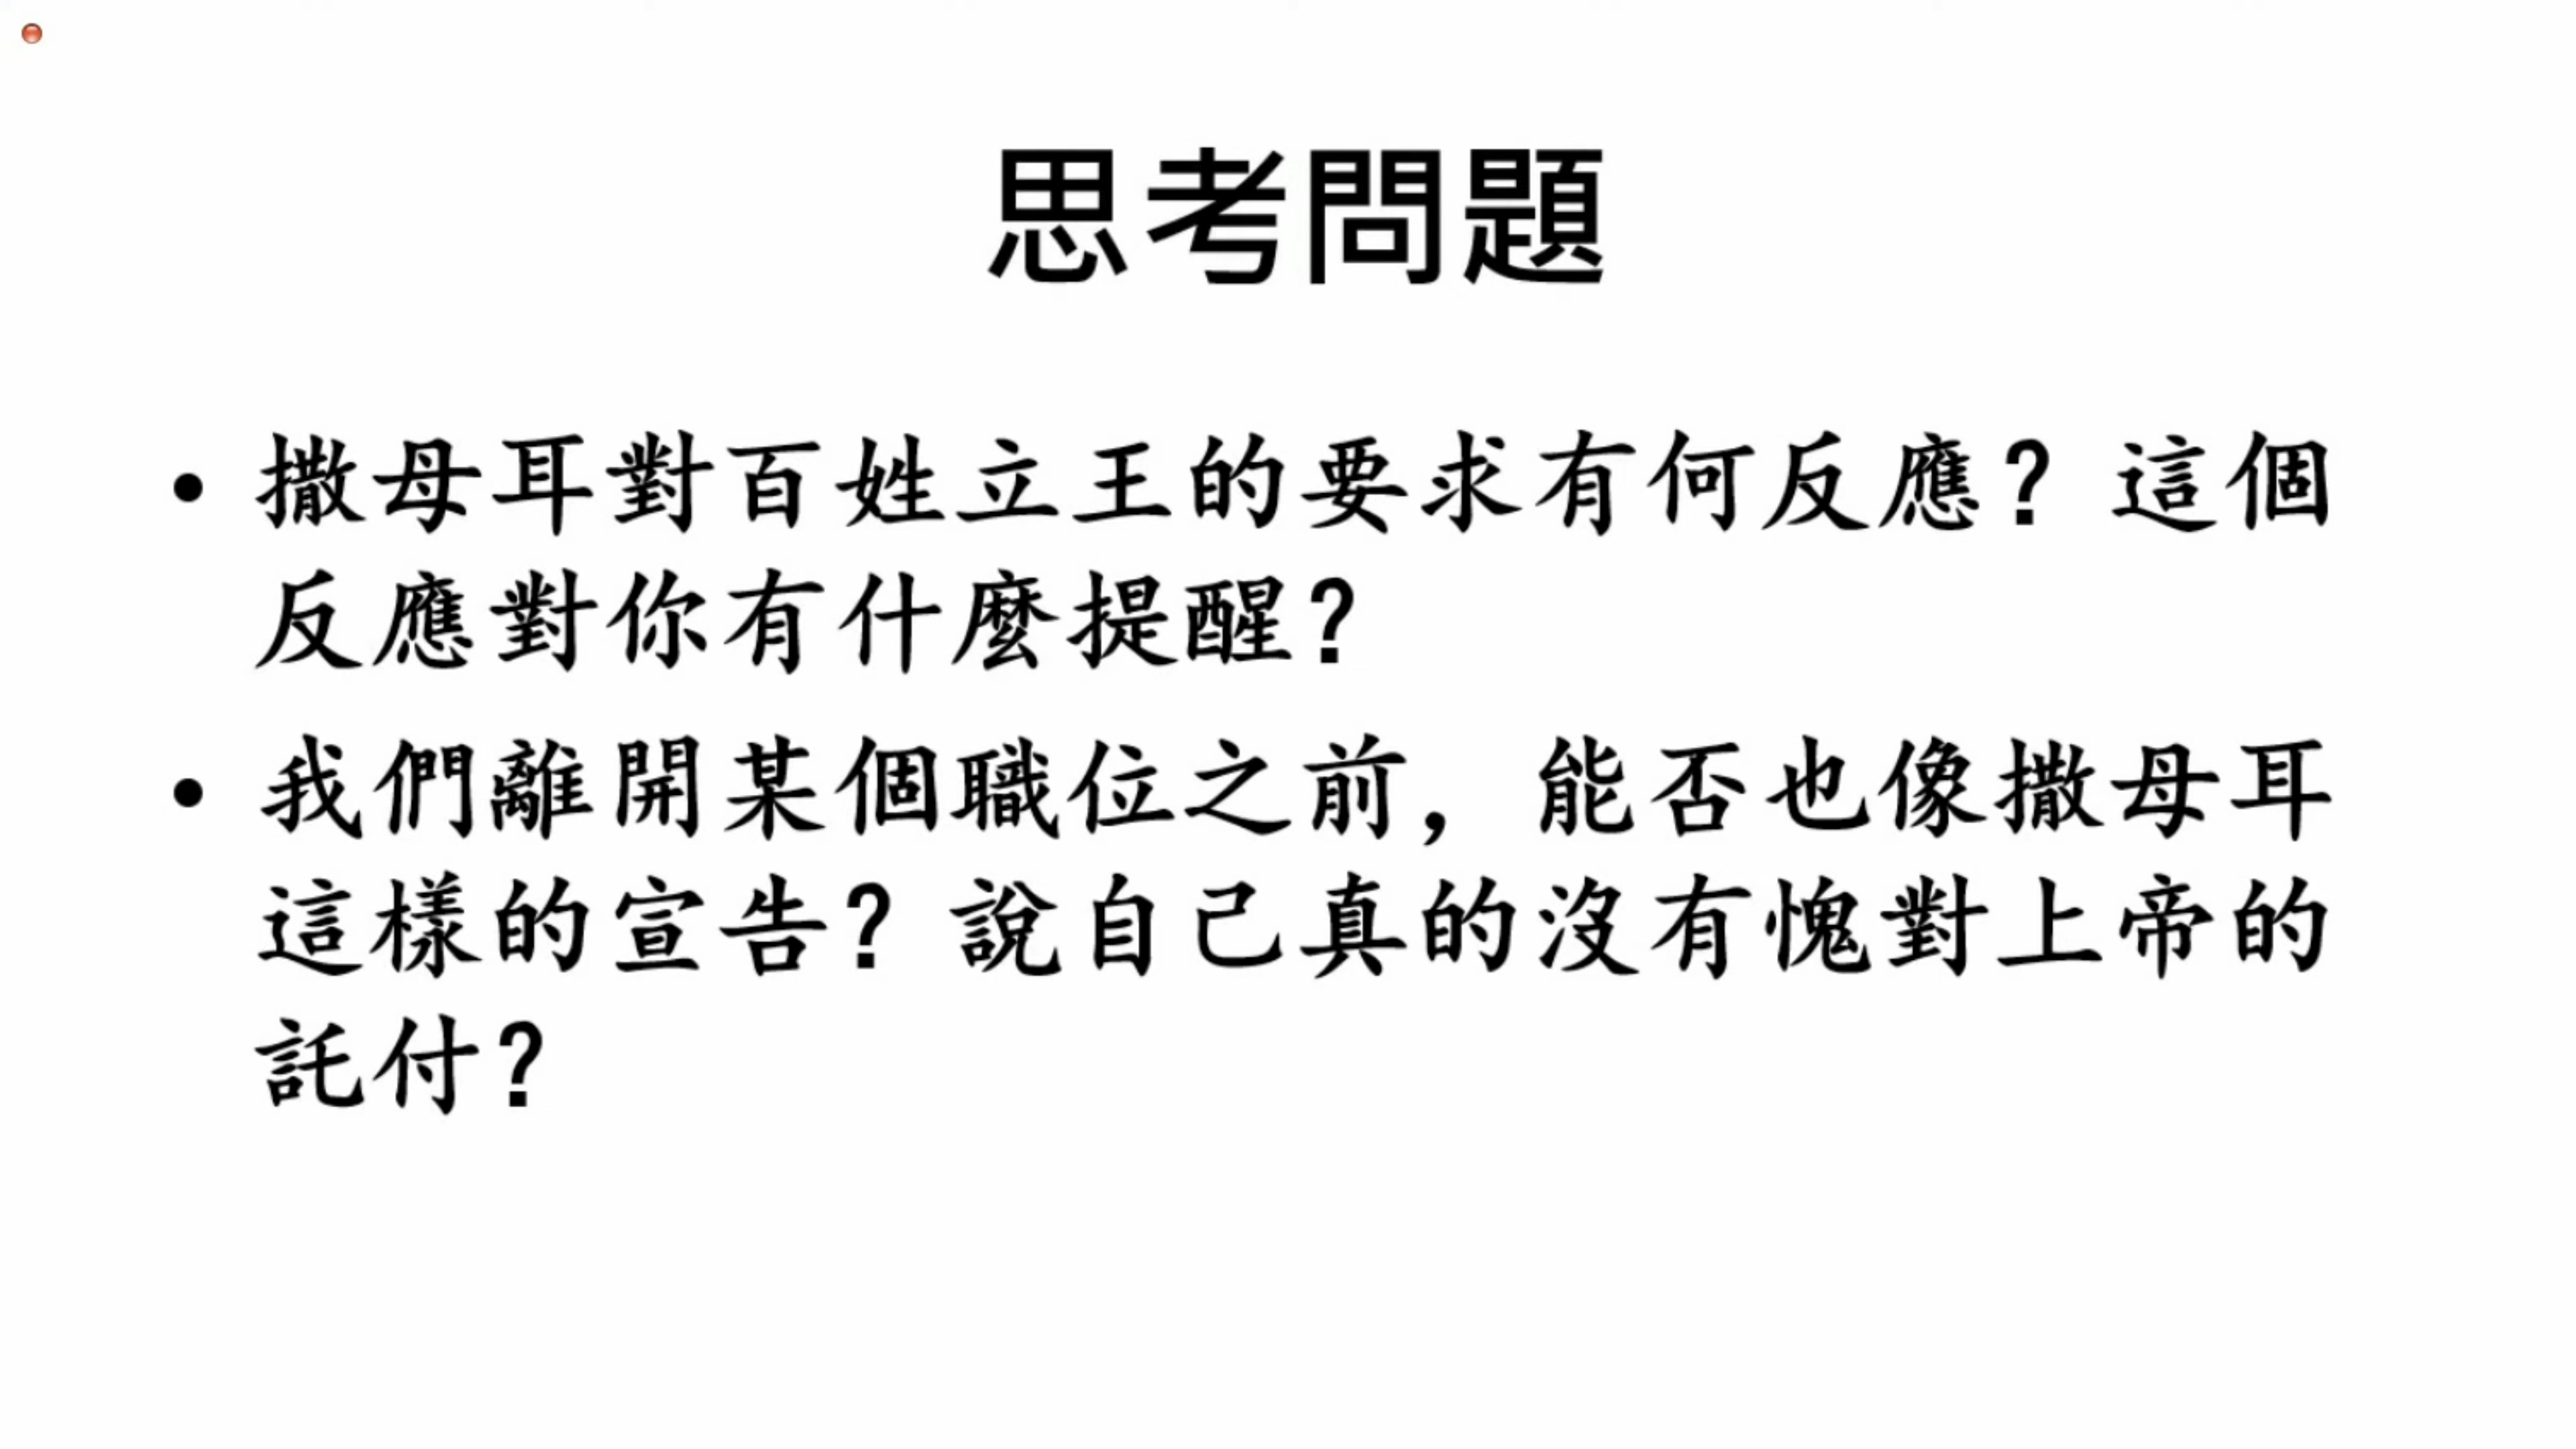 思考問題
• 撒母耳對百姓立王的要求有何反應？這個
反應對你有什麼提醒？
• 我們離開某個職位之前，能否也像撒母耳
這樣的宣告？說自己真的沒有愧對上帝的
託付？